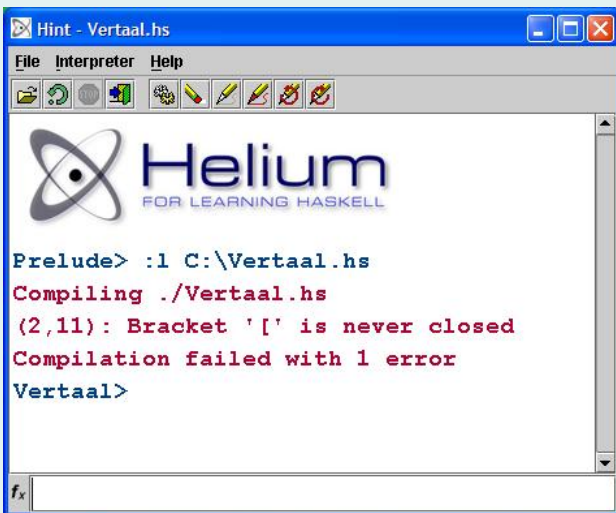 Hint - Vertaal.hs
File Interpreter Help
STOP
Helium
FOR LEARNING HASKELL
Prelude> :l C:\Vertaal.hs
Compiling ./Vertaal.hs
(2,11): Bracket '[' is never closed
Compilation failed with 1 error
Vertaal>
fx